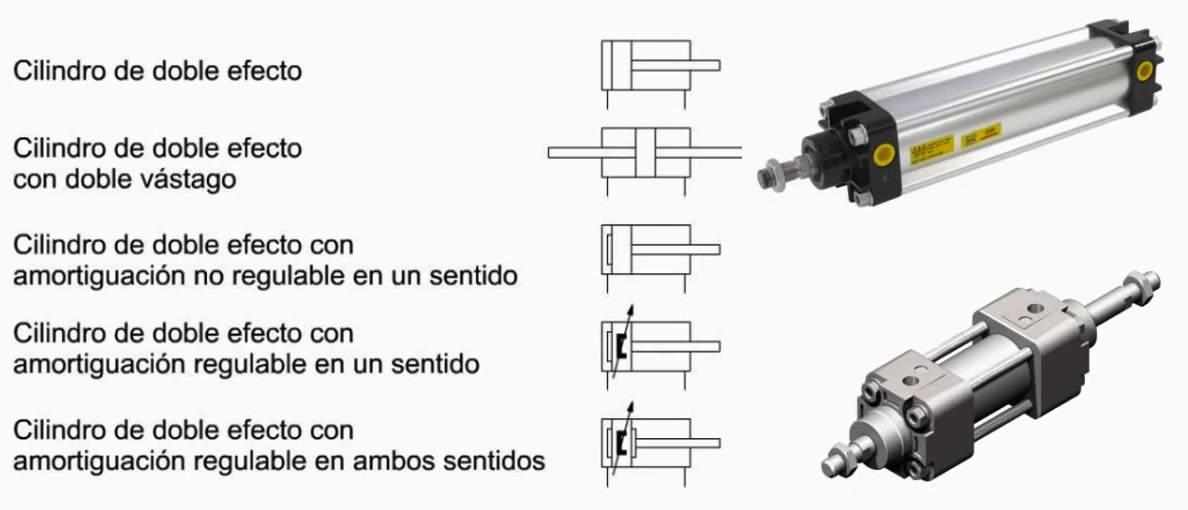 Cilindro de doble efecto
Cilindro de doble efecto
con doble vástago
Cilindro de doble efecto con
amortiguación no regulable en un sentido
Cilindro de doble efecto con
amortiguación regulable en un sentido
Cilindro de doble efecto con
amortiguación regulable en ambos sentidos